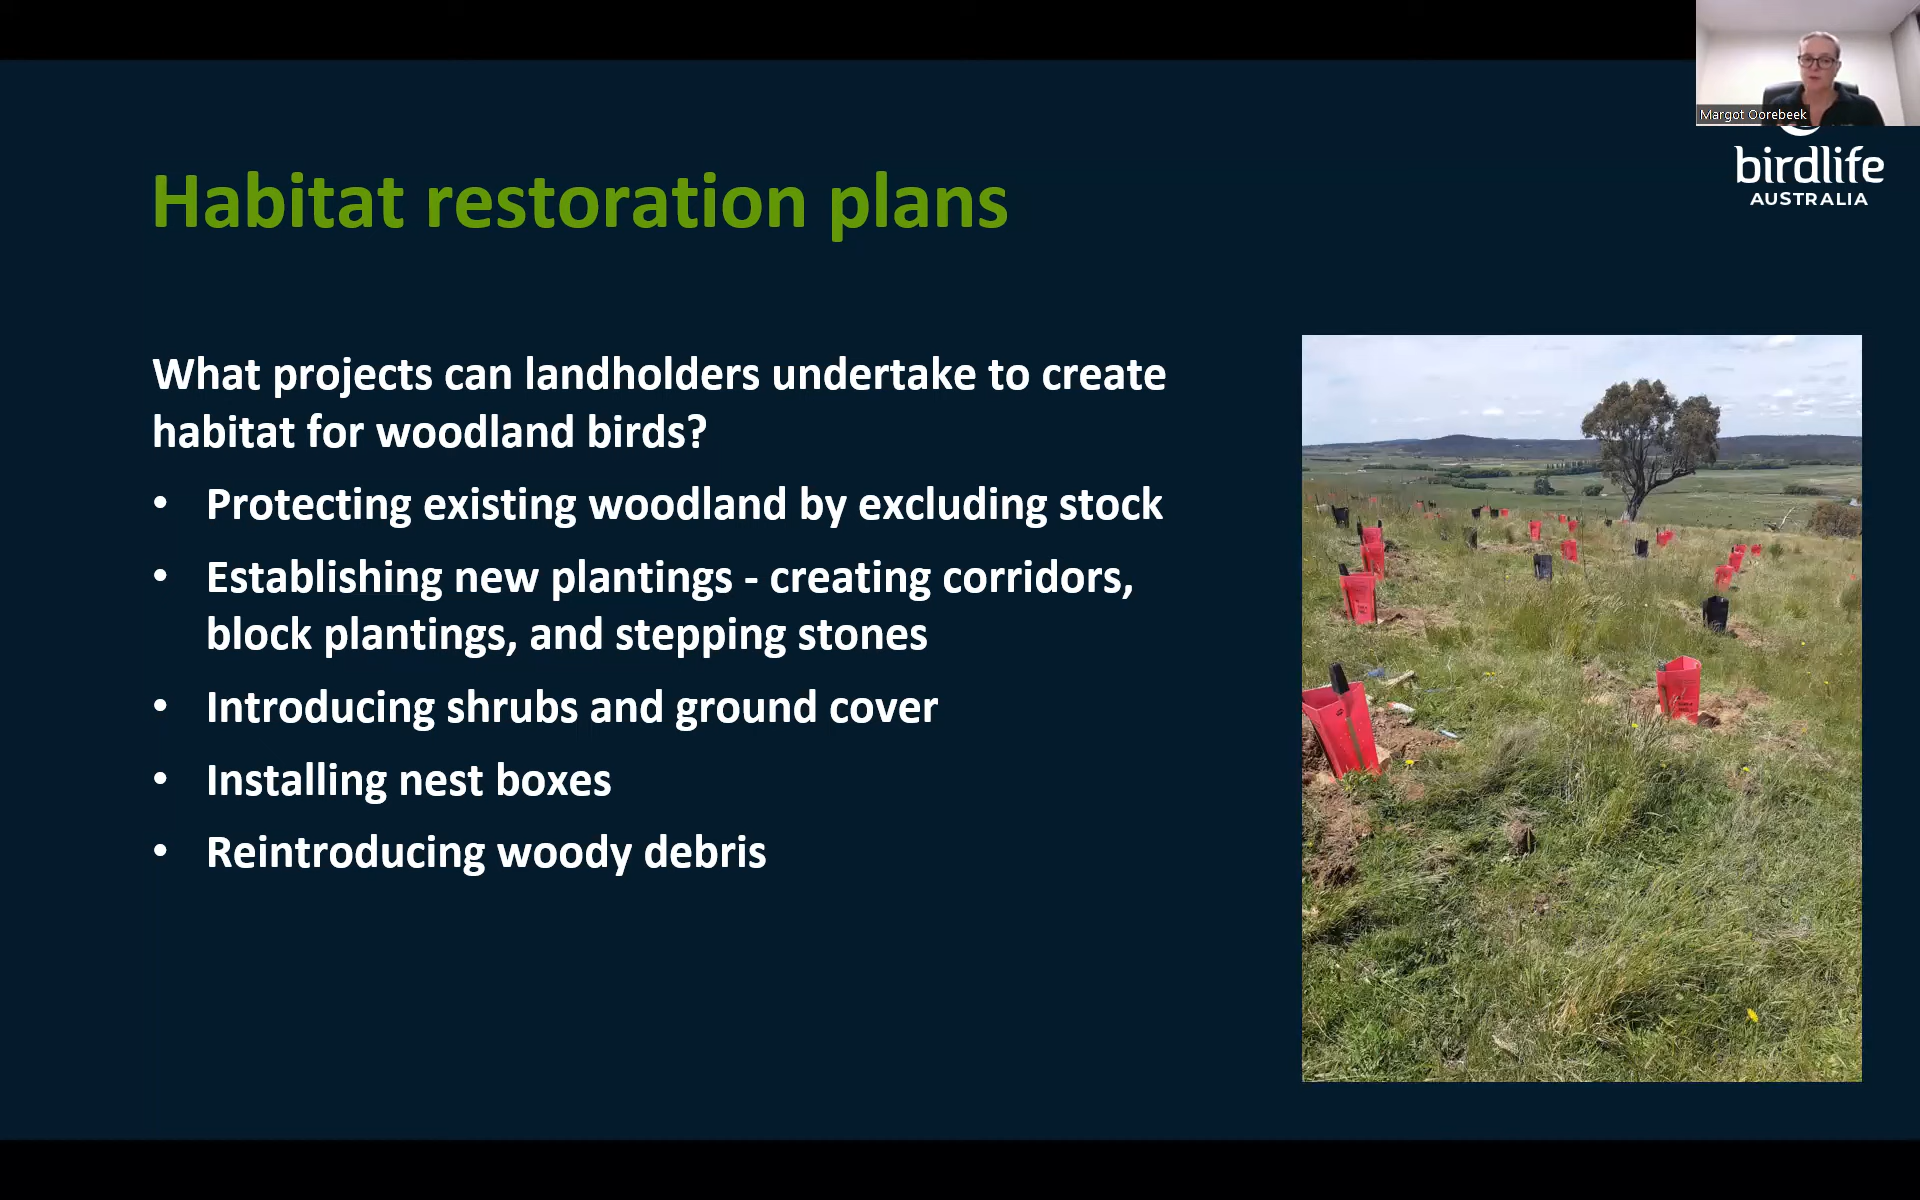 Margot Oorebeek
birdlife
AUSTRALIA
Habitat restoration plans
What projects can landholders undertake to create
habitat for woodland birds?
• Protecting existing woodland by excluding stock
• Establishing new plantings - creating corridors,
block plantings, and stepping stones
• Introducing shrubs and ground cover
• Installing nest boxes
• Reintroducing woody debris